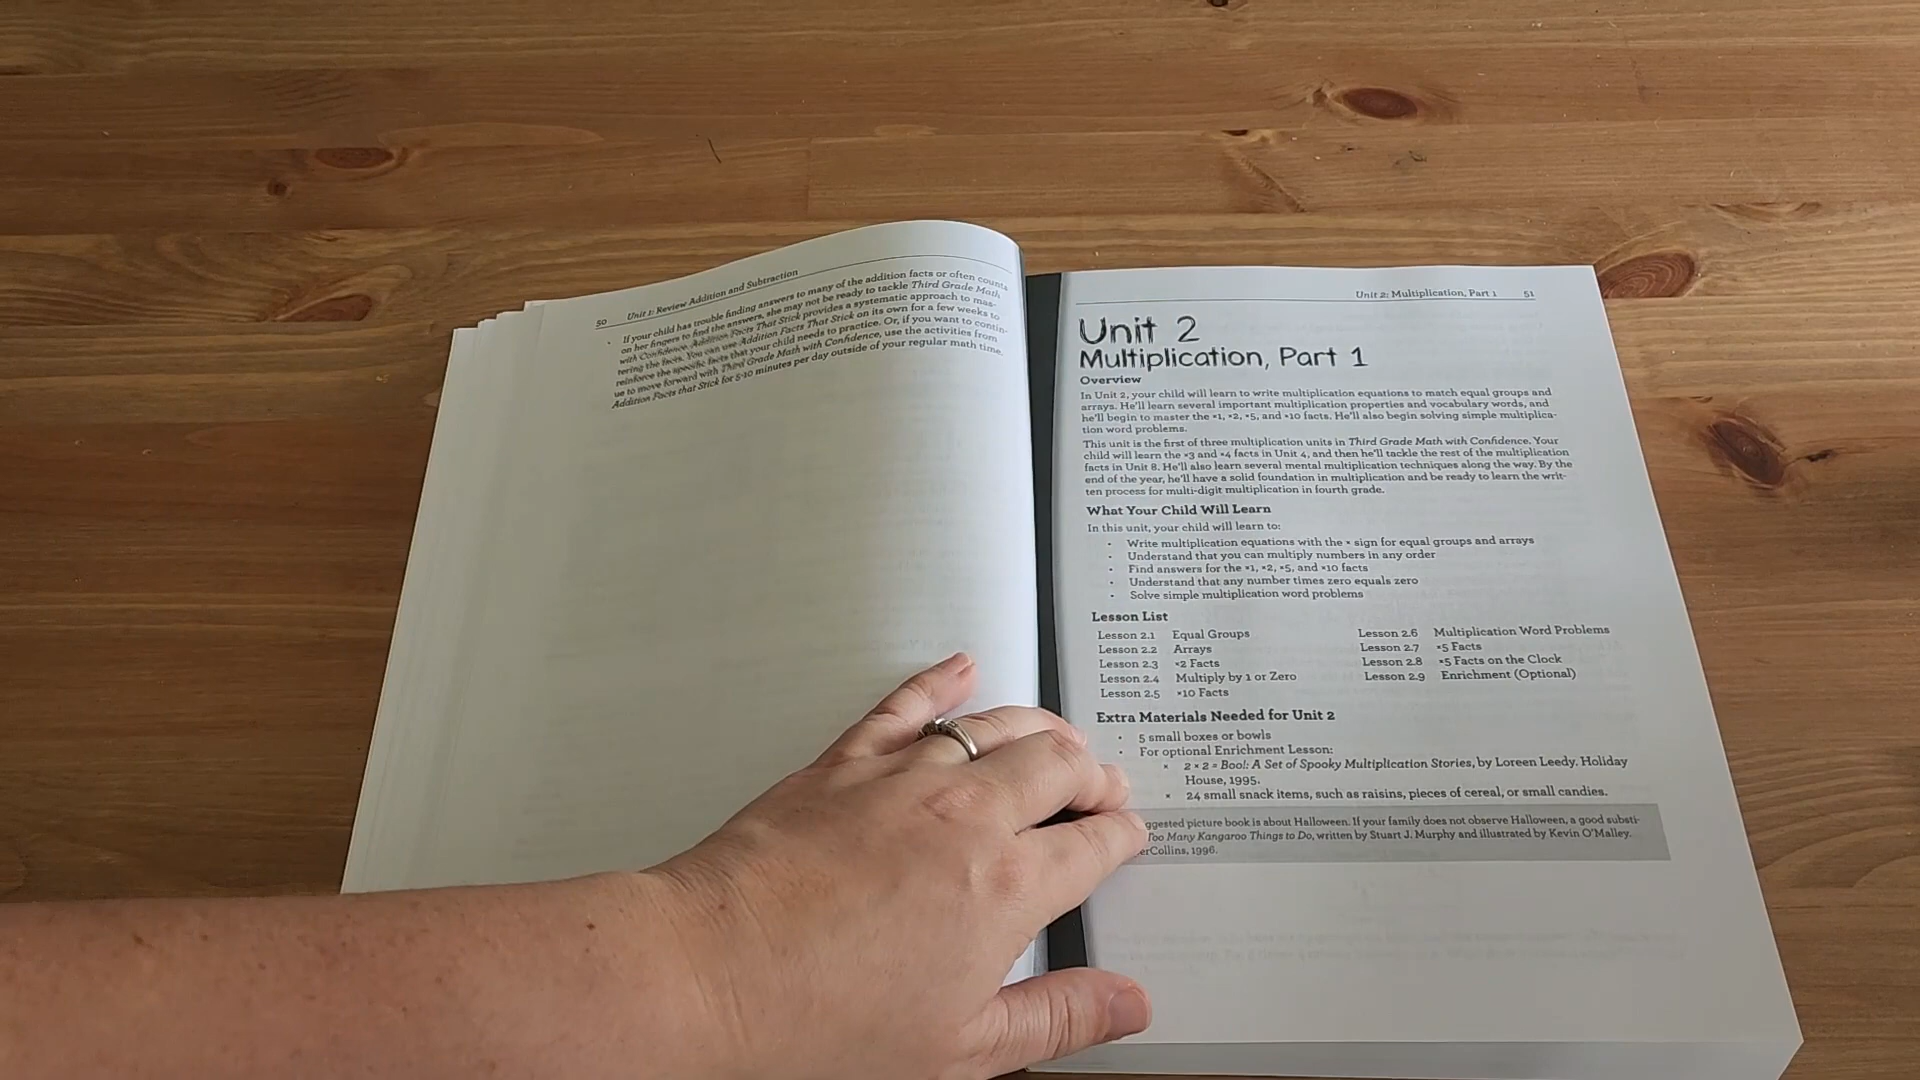 50 Unit 1: Review Addition and Subtraction
• If your child has trouble finding answers to many of the addition facts or often counts
on her fingers to find the answers, she may not be ready to tackle Third Grade Math
with Confidence. Addition Facts That Stick provides a systematic approach to mas-
tering the facts. You can use Addition Facts That Stick on its own for a few weeks to
reinforce the specific facts that your child needs to practice. Or, if you want to contin-
ue to move forward with Third Grade Math with Confidence, use the activities from
Addition Facts that Stick for 5-10 minutes per day outside of your regular math time.
Unit 2: Multiplication, Part 1 51
Unit 2
Multiplication, Part 1
Overview
In Unit 2, your child will learn to write multiplication equations to match equal groups and
arrays. He'll learn several important multiplication properties and vocabulary words, and
he'll begin to master the ×1, ×2, ×5, and ×10 facts. He'll also begin solving simple multiplica-
tion word problems.
This unit is the first of three multiplication units in Third Grade Math with Confidence. Your
child will learn the ×3 and ×4 facts in Unit 4, and then he'll tackle the rest of the multiplication
facts in Unit 8. He'll also learn several mental multiplication techniques along the way. By the
end of the year, he'll have a solid foundation in multiplication and be ready to learn the writ-
ten process for multi-digit multiplication in fourth grade.
What Your Child Will Learn
In this unit, your child will learn to:
• Write multiplication equations with the × sign for equal groups and arrays
• Understand that you can multiply numbers in any order
• Find answers for the ×1, ×2, ×5, and ×10 facts
• Understand that any number times zero equals zero
• Solve simple multiplication word problems
Lesson List
Lesson 2.1 Equal Groups
Lesson 2.2 Arrays
Lesson 2.3 ×2 Facts
Lesson 2.4 Multiply by 1 or Zero
Lesson 2.5 ×10 Facts
Lesson 2.6 Multiplication Word Problems
Lesson 2.7 ×5 Facts
Lesson 2.8 ×5 Facts on the Clock
Lesson 2.9 Enrichment (Optional)
Extra Materials Needed for Unit 2
• 5 small boxes or bowls
• For optional Enrichment Lesson:
× 2 × 2 = Boo!: A Set of Spooky Multiplication Stories, by Loreen Leedy. Holiday
House, 1995.
× 24 small snack items, such as raisins, pieces of cereal, or small candies.
ggested picture book is about Halloween. If your family does not observe Halloween, a good substi-
Too Many Kangaroo Things to Do, written by Stuart J. Murphy and illustrated by Kevin O'Malley.
erCollins, 1996.